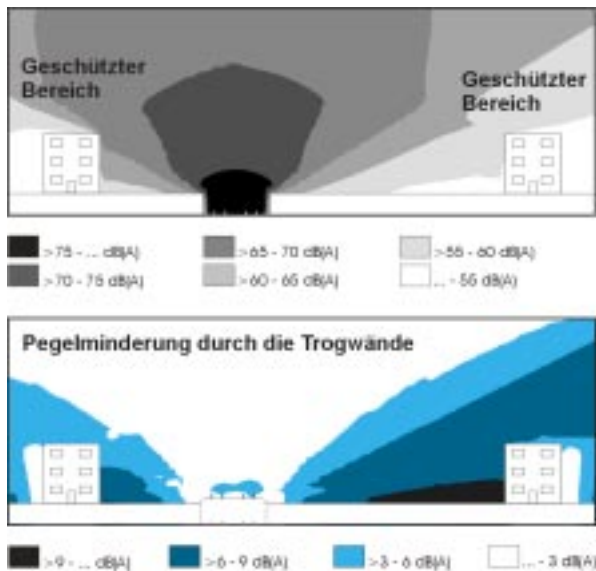 Geschützter
Bereich
Geschützter
Bereich
>75 - ... dB(A)
>65 - 70 dB(A)
>55 - 60 dB(A)
>70 - 75 dB(A)
>60 - 65 dB(A)
... - 55 dB(A)
Pegelminderung durch die Trogwände
>9 - ... dB(A)
>6 - 9 dB(A)
>3 - 6 dB(A)
... - 3 dB(A)